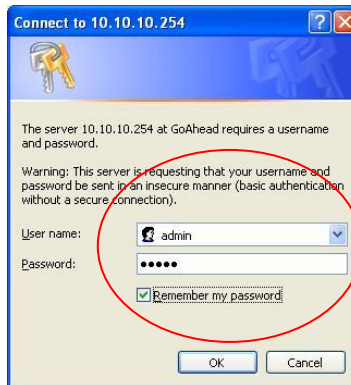 Connect to 10.10.10.254
The server 10.10.10.254 at GoAhead requires a username
and password.
Warning: This server is requesting that your username and
password be sent in an insecure manner (basic authentication
without a secure connection).
User name:
admin
Password:
•••••
Remember my password
OK
Cancel